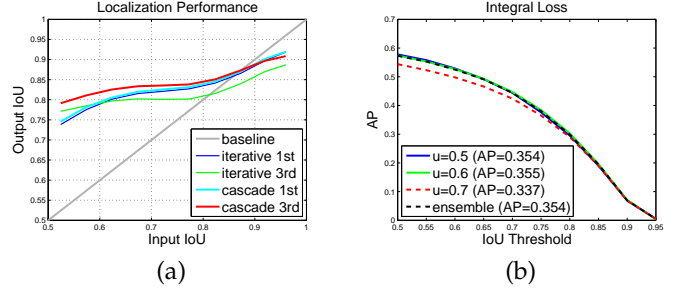 Localization Performance
1
0.95
0.9
0.85
0.8
0.75
0.7
0.65
0.6
0.55
0.5
Output IoU
baseline
iterative 1st
iterative 3rd
cascade 1st
cascade 3rd
0.5 0.6 0.7 0.8 0.9 1
Input IoU
(a)
Integral Loss
0.7
0.6
0.5
0.4
0.3
0.2
0.1
0
AP
u=0.5 (AP=0.354)
u=0.6 (AP=0.355)
u=0.7 (AP=0.337)
ensemble (AP=0.354)
0.5 0.55 0.6 0.65 0.7 0.75 0.8 0.85 0.9 0.95
IoU Threshold
(b)